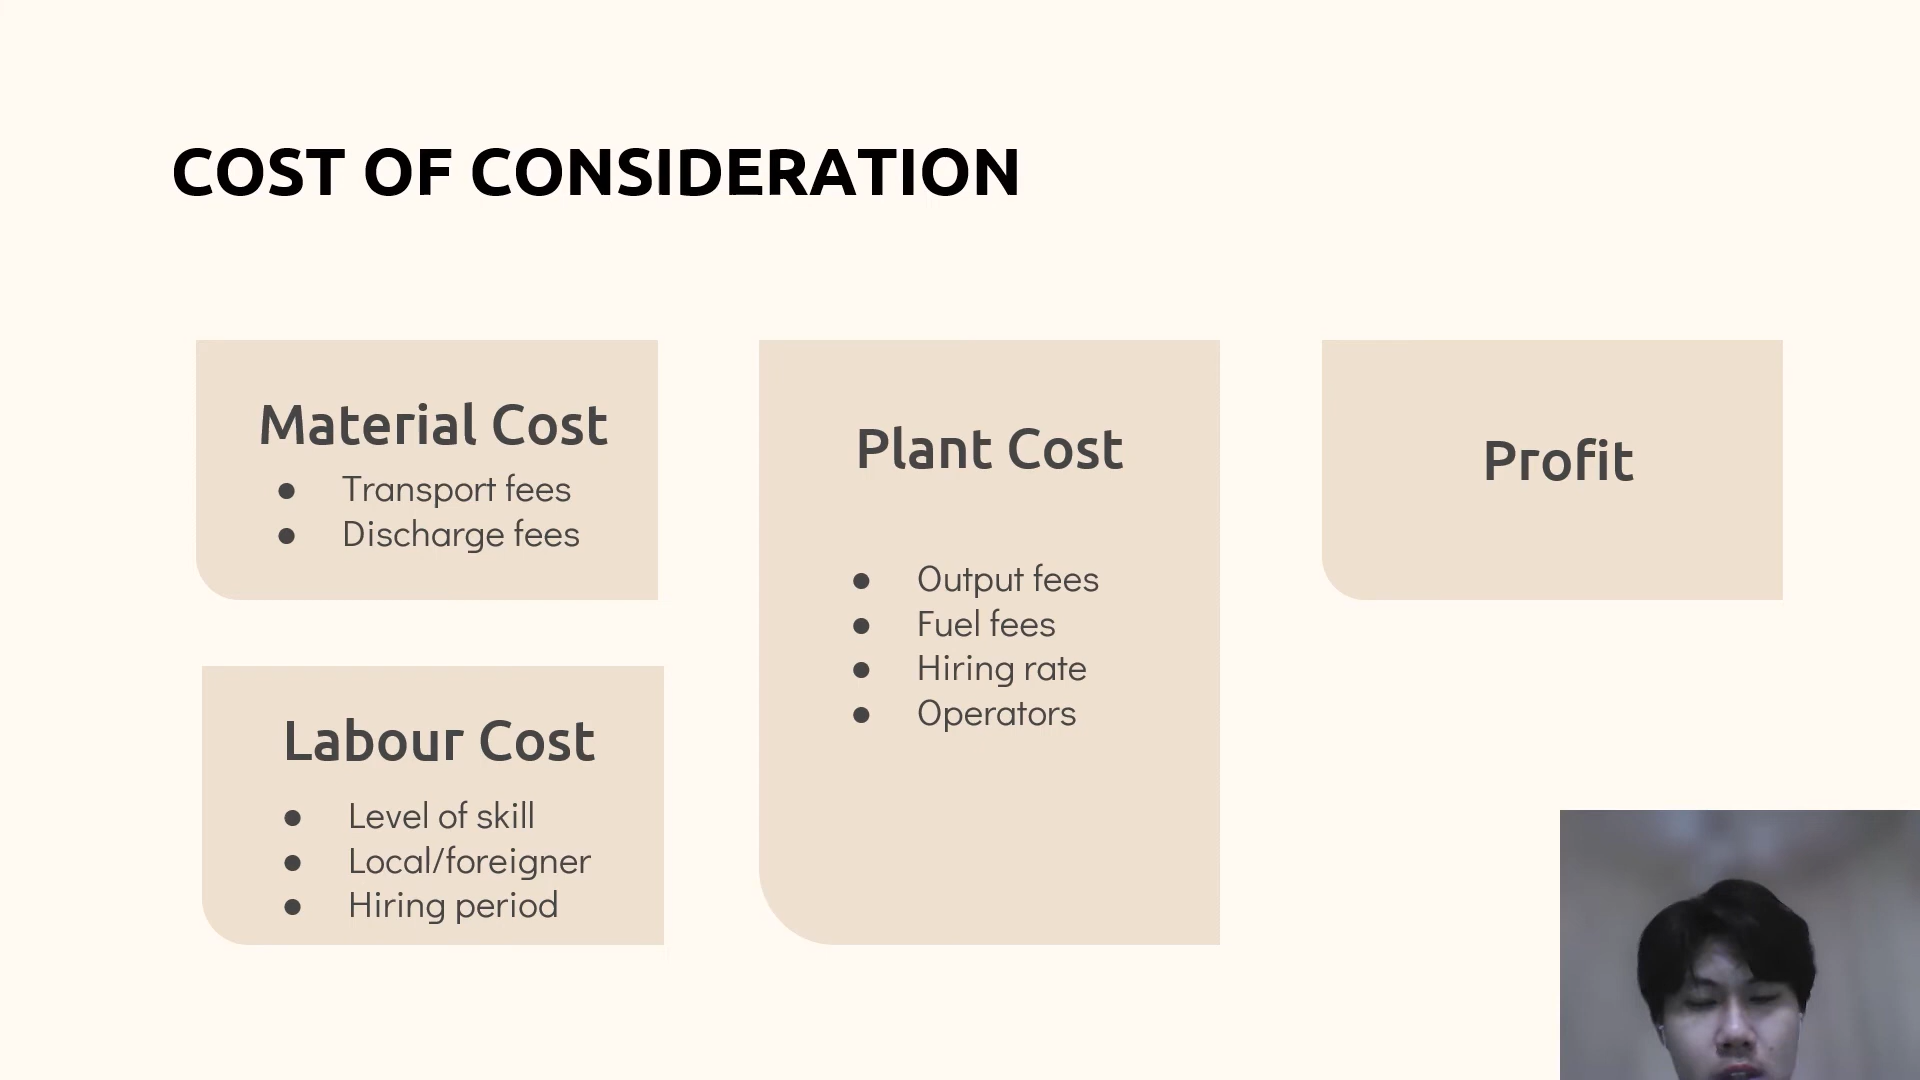 COST OF CONSIDERATION
Material Cost
● Transport fees
● Discharge fees
Labour Cost
● Level of skill
● Local/foreigner
● Hiring period
Plant Cost
● Output fees
● Fuel fees
● Hiring rate
● Operators
Profit